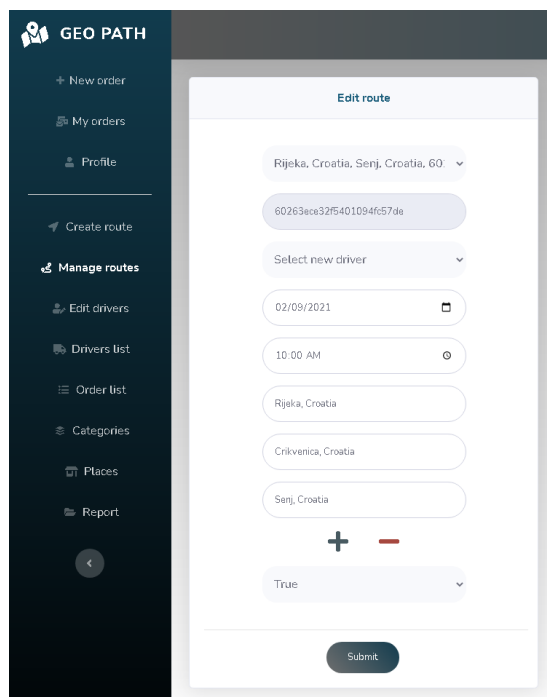 GEO PATH
New order
My orders
Profile
Create route
Manage routes
Edit drivers
Drivers list
Order list
Categories
Places
Report
Edit route
Rijeka, Croatia, Senj, Croatia, 60:
60263ece32f5401094fc57de
Select new driver
02/09/2021
10:00 AM
Rijeka, Croatia
Crikvenica, Croatia
Senj, Croatia
True
Submit